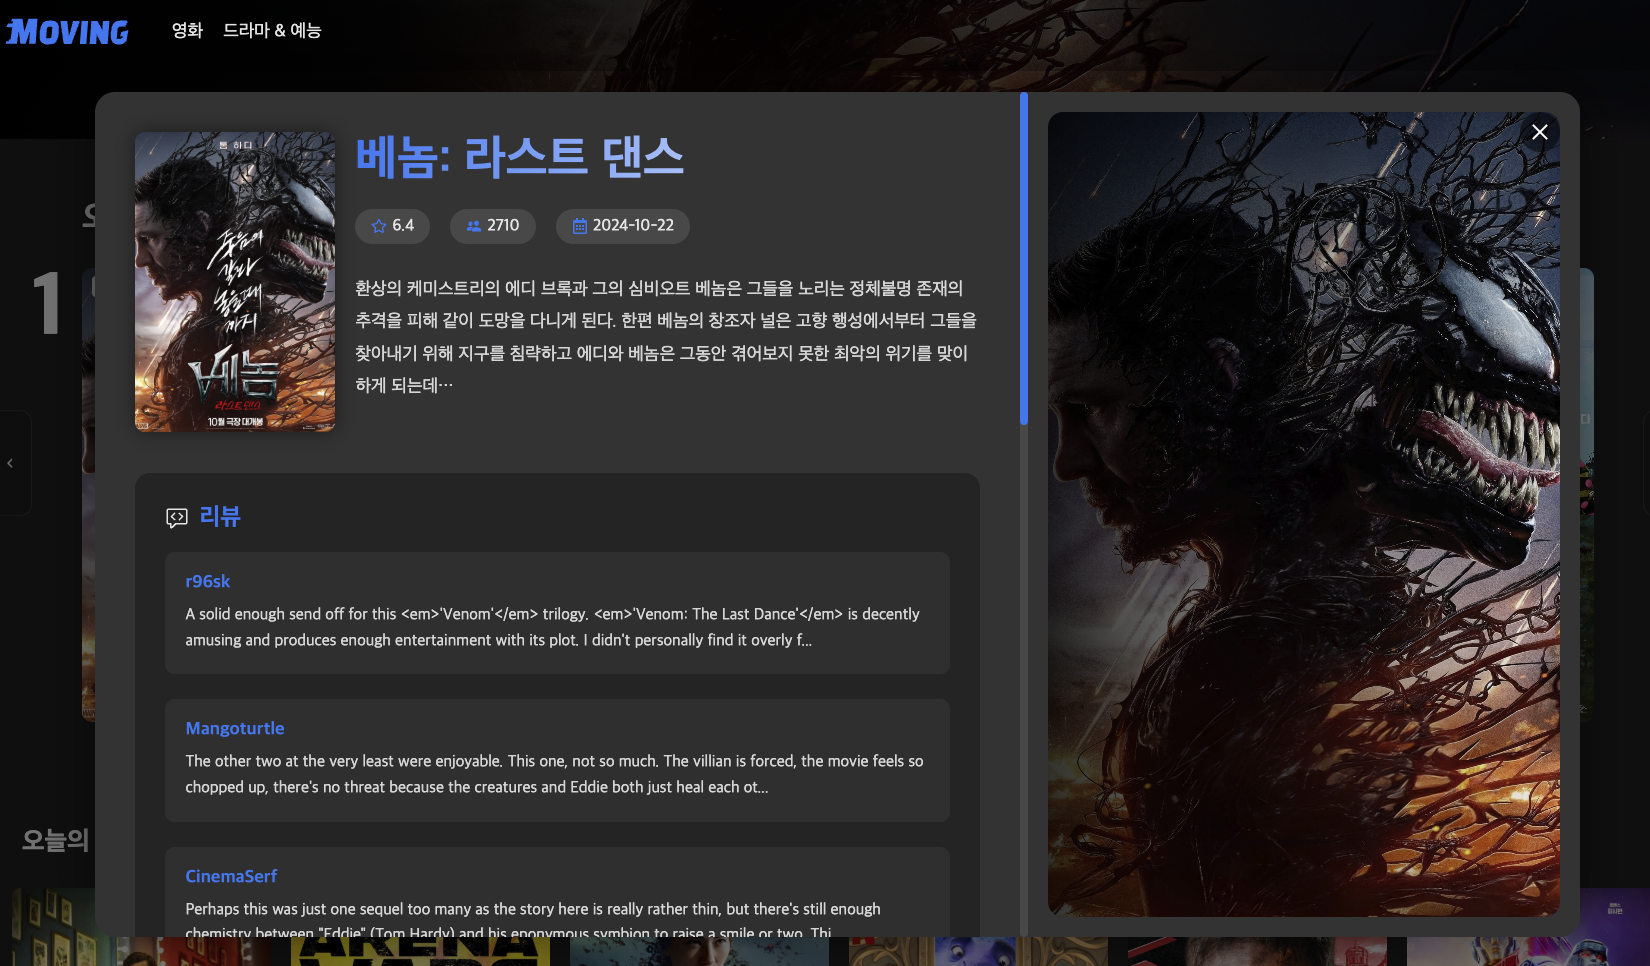 MOVING
영화 드라마 & 예능
톰 하디
죽음이
갈라
놓을 때
까지
베놈
라스트 댄스
10월 극장 대개봉
베놈: 라스트 댄스
6.4 2710 2024-10-22
환상의 케미스트리의 에디 브록과 그의 심비오트 베놈은 그들을 노리는 정체불명 존재의
추격을 피해 같이 도망을 다니게 된다. 한편 베놈의 창조자 널은 고향 행성에서부터 그들을
찾아내기 위해 지구를 침략하고 에디와 베놈은 그동안 겪어보지 못한 최악의 위기를 맞이
하게 되는데…
1
리뷰
r96sk
A solid enough send off for this <em>'Venom'</em> trilogy. <em>'Venom: The Last Dance'</em> is decently
amusing and produces enough entertainment with its plot. I didn't personally find it overly f...
Mangoturtle
The other two at the very least were enjoyable. This one, not so much. The villian is forced, the movie feels so
chopped up, there's no threat because the creatures and Eddie both just heal each ot...
오늘의
CinemaSerf
Perhaps this was just one sequel too many as the story here is really rather thin, but there's still enough
chemistry between "Eddie" (Tom Hardy) and his eponymous symbion to raise a smile or two. Thi
ARENA
WARS